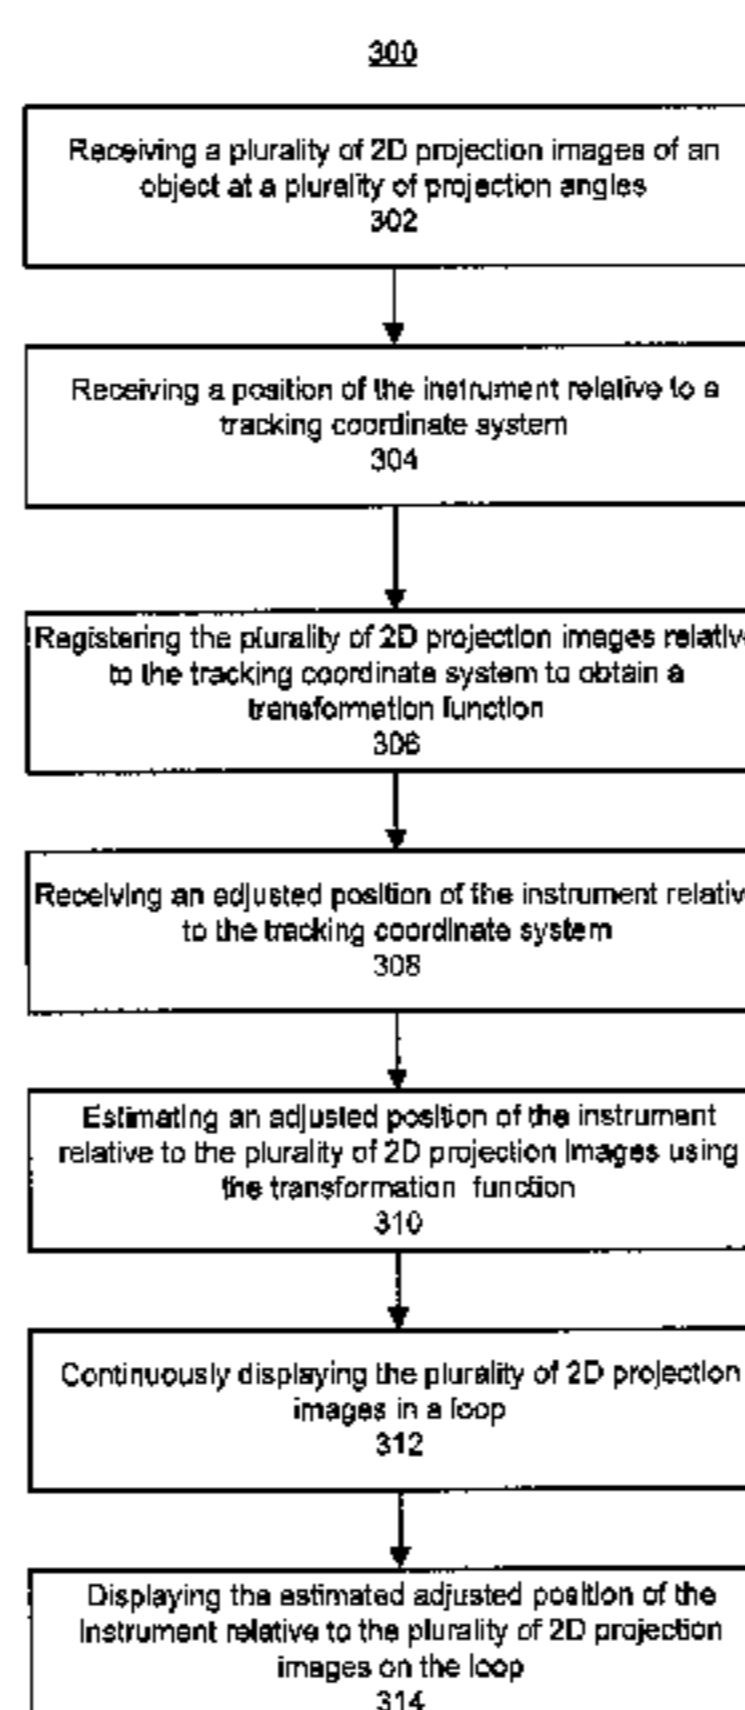 300
Receiving a plurality of 2D projection images of an
object at a plurality of projection angles
302
Receiving a position of the instrument relative to a
tracking coordinate system
304
Registering the plurality of 2D projection images relativ
to the tracking coordinate system to obtain a
transformation function
306
Receiving an adjusted position of the instrument relativ
to the tracking coordinate system
308
Estimating an adjusted position of the instrument
relative to the plurality of 2D projection images using
the transformation function
310
Continuously displaying the plurality of 2D projection
images in a loop
312
Displaying the estimated adjusted position of the
Instrument relative to the plurality of 2D projection
images on the loop
314